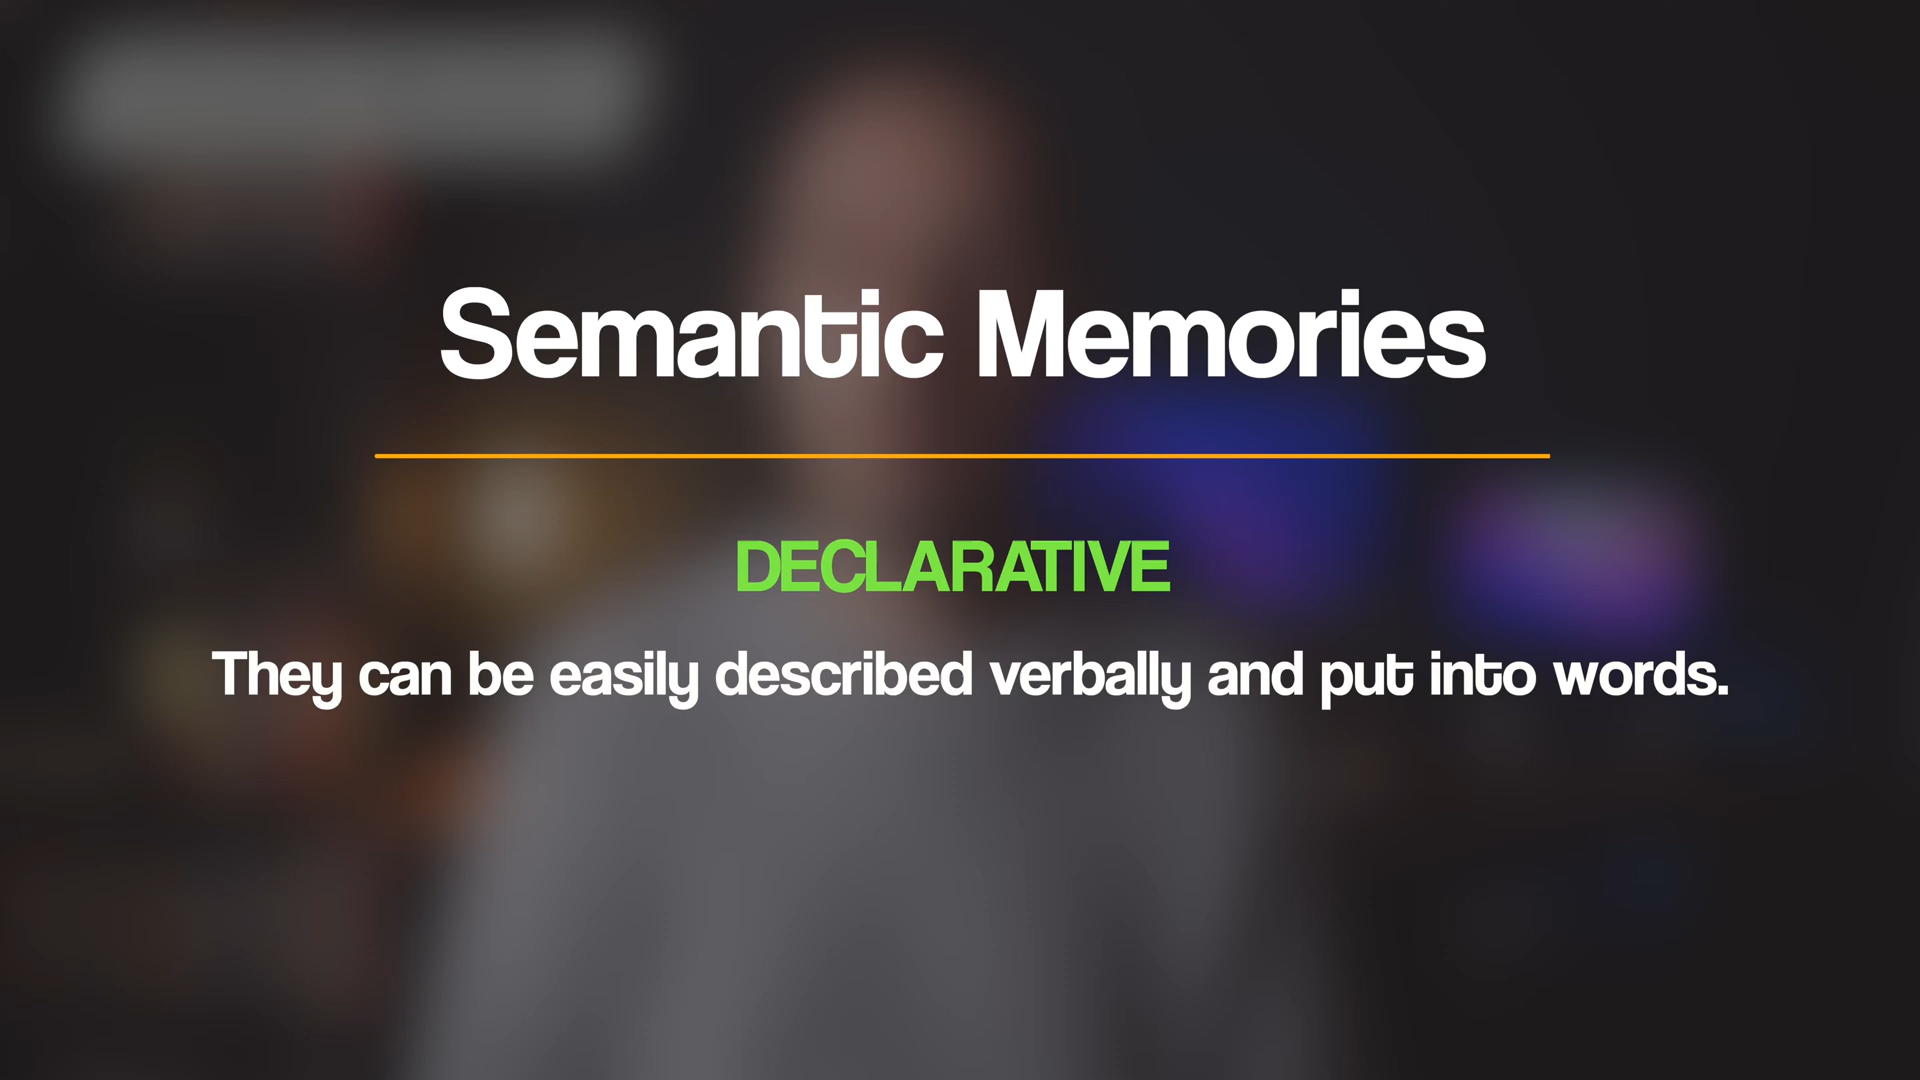 Semantic Memories
DECLARATIVE
They can be easily described verbally and put into words.